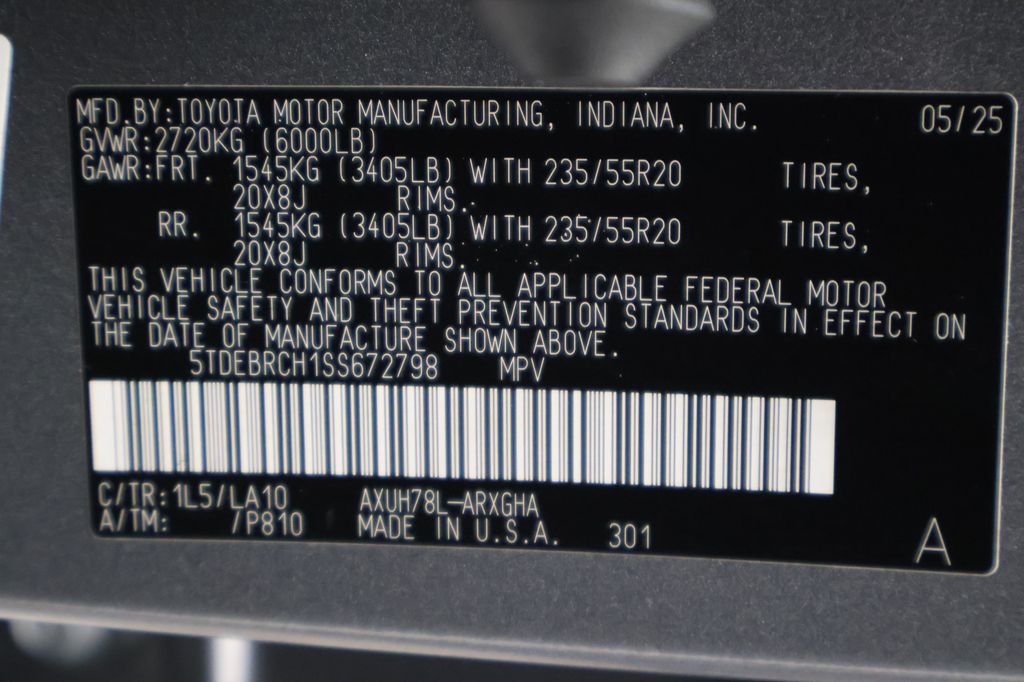 MFD.BY:TOYOTA MOTOR MANUFACTURING, INDIANA, INC. 05/25
GVWR:2720KG (6000LB)
GAWR:FRT. 1545KG (3405LB) WITH 235/55R20 TIRES,
20X8J RIMS.
RR. 1545KG (3405LB) WITH 235/55R20 TIRES,
20X8J RIMS.
THIS VEHICLE CONFORMS TO ALL APPLICABLE FEDERAL MOTOR
VEHICLE SAFETY AND THEFT PREVENTION STANDARDS IN EFFECT ON
THE DATE OF MANUFACTURE SHOWN ABOVE.
5TDEBRCH1SS672798 MPV
C/TR:1L5/LA10 AXUH78L-ARXGHA
A/TM: /P810 MADE IN U.S.A. 301 A